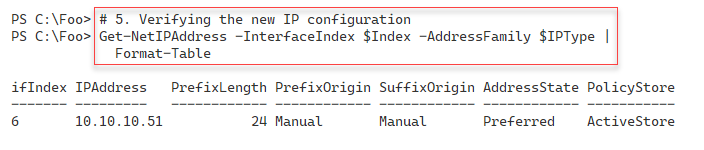 PS C:\Foo> # 5. Verifying the new IP configuration
PS C:\Foo> Get-NetIPAddress -InterfaceIndex $Index -AddressFamily $IPType |
Format-Table
ifIndex IPAddress PrefixLength PrefixOrigin SuffixOrigin AddressState PolicyStore
------- --------- ------------ ------------ ------------ ------------ -----------
6 10.10.10.51 24 Manual Manual Preferred ActiveStore